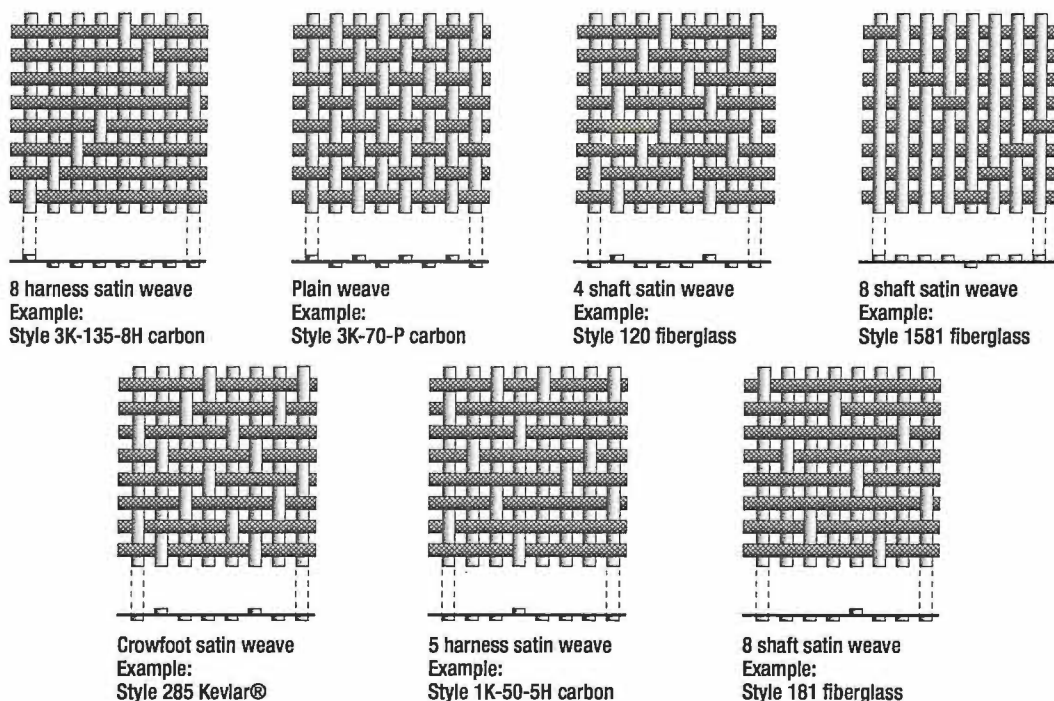 8 harness satin weave
Example:
Style 3K-135-8H carbon
Plain weave
Example:
Style 3K-70-P carbon
4 shaft satin weave
Example:
Style 120 fiberglass
8 shaft satin weave
Example:
Style 1581 fiberglass
Crowfoot satin weave
Example:
Style 285 Kevlar®
5 harness satin weave
Example:
Style 1K-50-5H carbon
8 shaft satin weave
Example:
Style 181 fiberglass